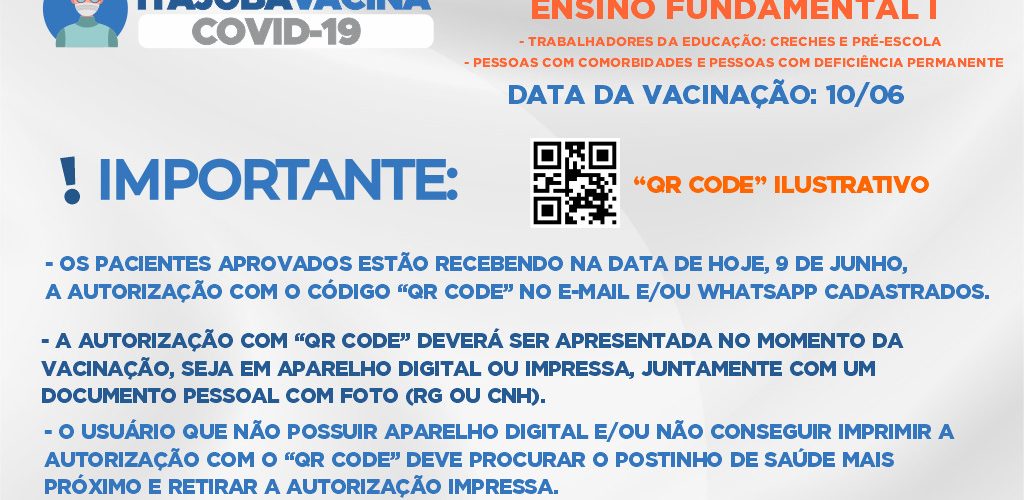 ITAJUBÁVACINA
COVID-19
ENSINO FUNDAMENTAL I
- TRABALHADORES DA EDUCAÇÃO: CRECHES E PRÉ-ESCOLA
- PESSOAS COM COMORBIDADES E PESSOAS COM DEFICIÊNCIA PERMANENTE
DATA DA VACINAÇÃO: 10/06
! IMPORTANTE:
“QR CODE” ILUSTRATIVO
- OS PACIENTES APROVADOS ESTÃO RECEBENDO NA DATA DE HOJE, 9 DE JUNHO,
A AUTORIZAÇÃO COM O CÓDIGO “QR CODE” NO E-MAIL E/OU WHATSAPP CADASTRADOS.
- A AUTORIZAÇÃO COM “QR CODE” DEVERÁ SER APRESENTADA NO MOMENTO DA
VACINAÇÃO, SEJA EM APARELHO DIGITAL OU IMPRESSA, JUNTAMENTE COM UM
DOCUMENTO PESSOAL COM FOTO (RG OU CNH).
- O USUÁRIO QUE NÃO POSSUIR APARELHO DIGITAL E/OU NÃO CONSEGUIR IMPRIMIR A
AUTORIZAÇÃO COM O “QR CODE” DEVE PROCURAR O POSTINHO DE SAÚDE MAIS
PRÓXIMO E RETIRAR A AUTORIZAÇÃO IMPRESSA.